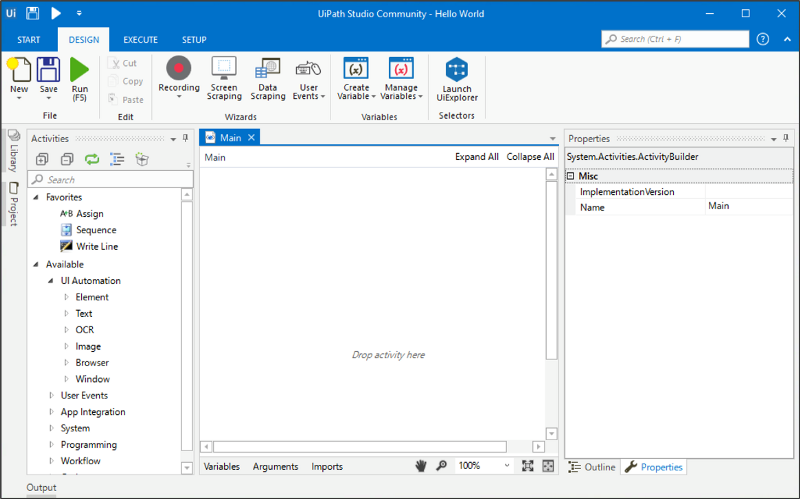 Ui
UiPath Studio Community - Hello World
START DESIGN EXECUTE SETUP
Search (Ctrl + F)
?
New Save Run (F5)
Cut
Copy
Paste
Recording Screen Scraping Data Scraping User Events
Create Variable Manage Variables
Launch UiExplorer
File Edit Wizards Variables Selectors
Library
Project
Activities
Search
Favorites
A+B Assign
Sequence
Write Line
Available
UI Automation
Element
Text
OCR
Image
Browser
Window
User Events
App Integration
System
Programming
Workflow
Main
Main Expand All Collapse All
Drop activity here
Variables Arguments Imports 100%
Properties
System.Activities.ActivityBuilder
Misc
ImplementationVersion
Name Main
Outline Properties
Output